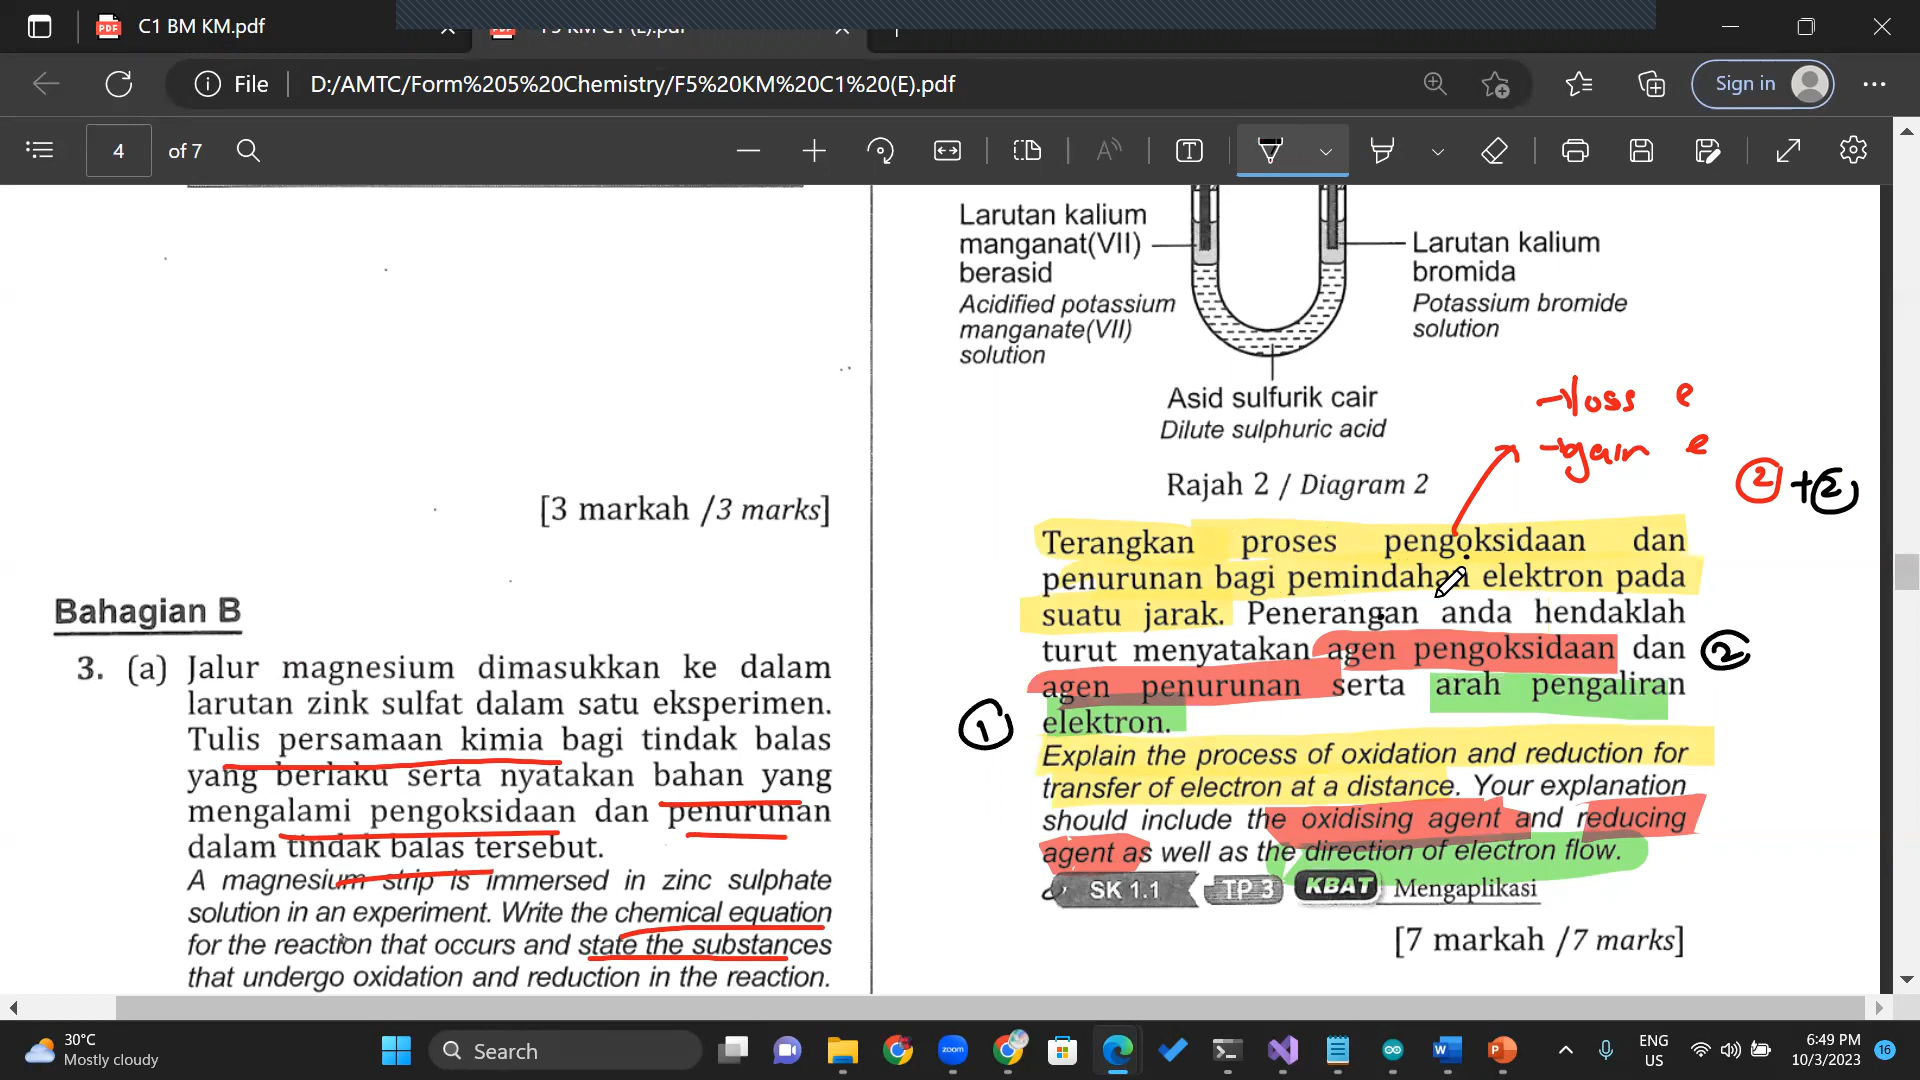 C1 BM KM.pdf
File
D:/AMTC/Form%205%20Chemistry/F5%20KM%20C1%20(E).pdf
Sign in
4 of 7
[3 markah /3 marks]
Bahagian B
3. (a) Jalur magnesium dimasukkan ke dalam
larutan zink sulfat dalam satu eksperimen.
Tulis persamaan kimia bagi tindak balas
yang berlaku serta nyatakan bahan yang
mengalami pengoksidaan dan penurunan
dalam tindak balas tersebut.
A magnesium strip is immersed in zinc sulphate
solution in an experiment. Write the chemical equation
for the reaction that occurs and state the substances
that undergo oxidation and reduction in the reaction.
Larutan kalium
manganat(VII)
berasid
Acidified potassium
manganate(VII)
solution
Larutan kalium
bromida
Potassium bromide
solution
Asid sulfurik cair
Dilute sulphuric acid
Rajah 2 / Diagram 2
loss e
gain e
2 + 2
Terangkan proses pengoksidaan dan
penurunan bagi pemindahan elektron pada
suatu jarak. Penerangan anda hendaklah
turut menyatakan agen pengoksidaan dan
2
agen penurunan serta arah pengaliran
1
elektron.
Explain the process of oxidation and reduction for
transfer of electron at a distance. Your explanation
should include the oxidising agent and reducing
agent as well as the direction of electron flow.
SK 1.1 TP 3 KBAT Mengaplikasi
[7 markah /7 marks]
30°C
Mostly cloudy
Search
zoom
ENG
US
6:49 PM
10/3/2023
16